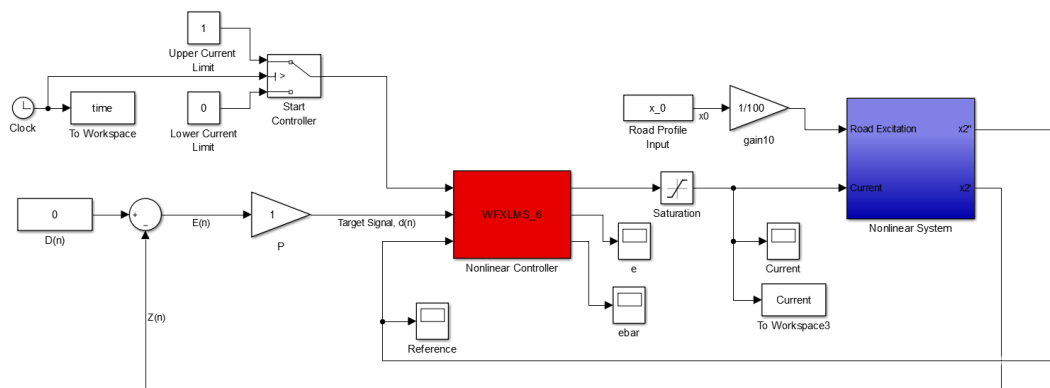 1
Upper Current
Limit
>
Start
Controller
Clock
time
To Workspace
0
Lower Current
Limit
x_0
x0
Road Profile
Input
1/100
gain10
Road Excitation
x2''
Current
x2'
Nonlinear System
0
D(n)
+
−
E(n)
1
P
Target Signal, d(n)
WFXLMS_6
Nonlinear Controller
Saturation
e
ebar
Current
Current
To Workspace3
Z(n)
Reference